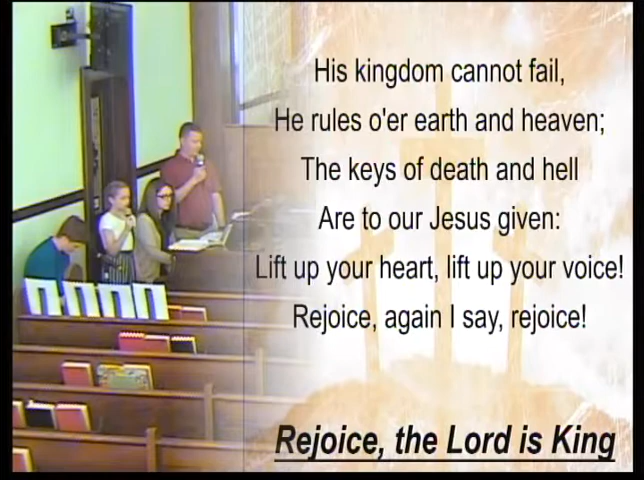 His kingdom cannot fail,
He rules o'er earth and heaven;
The keys of death and hell
Are to our Jesus given:
Lift up your heart, lift up your voice!
Rejoice, again I say, rejoice!
Rejoice, the Lord is King